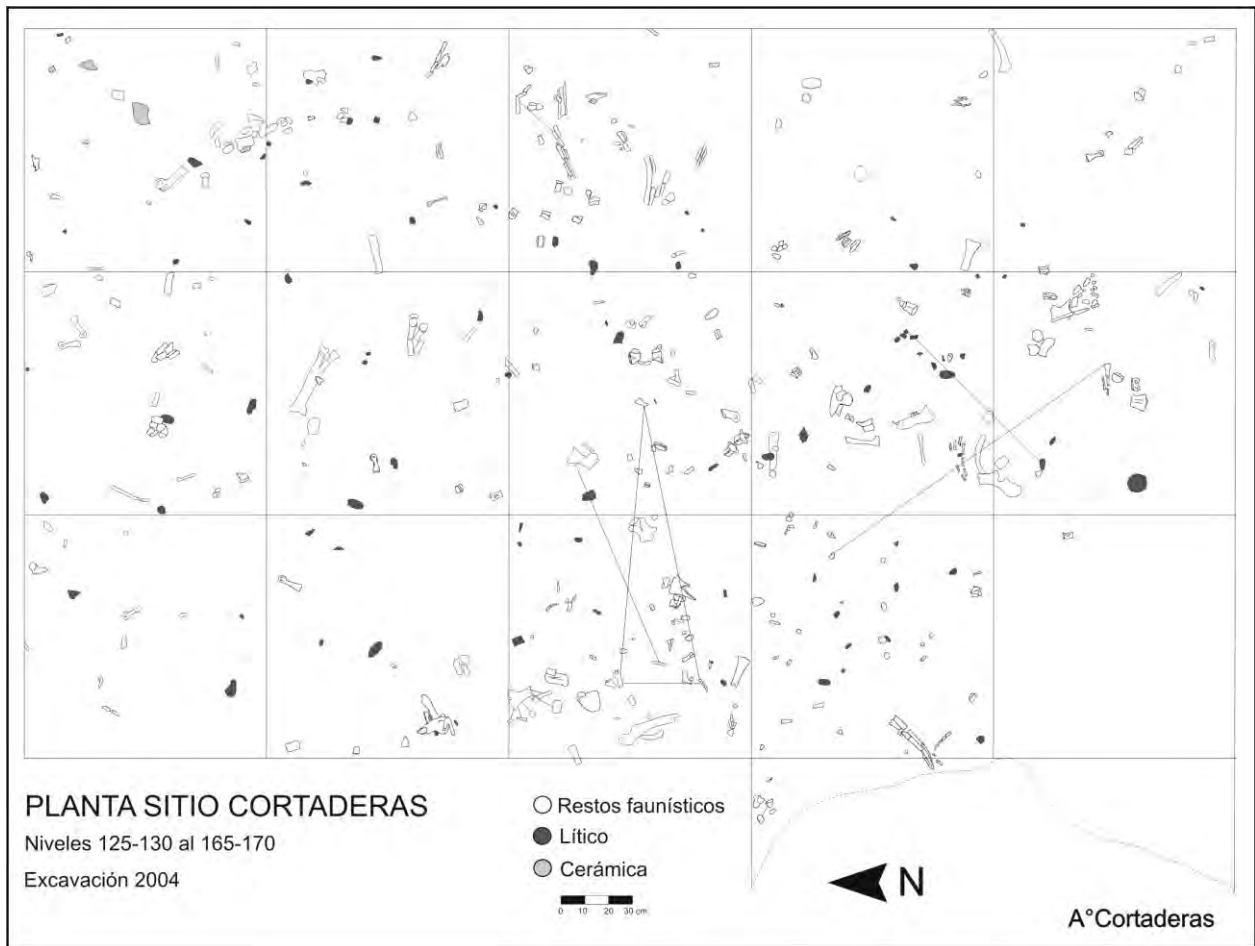 PLANTA SITIO CORTADERAS
Niveles 125-130 al 165-170
Excavación 2004
Restos faunísticos
Lítico
Cerámica
0 10 20 30 cm.
N
A°Cortaderas